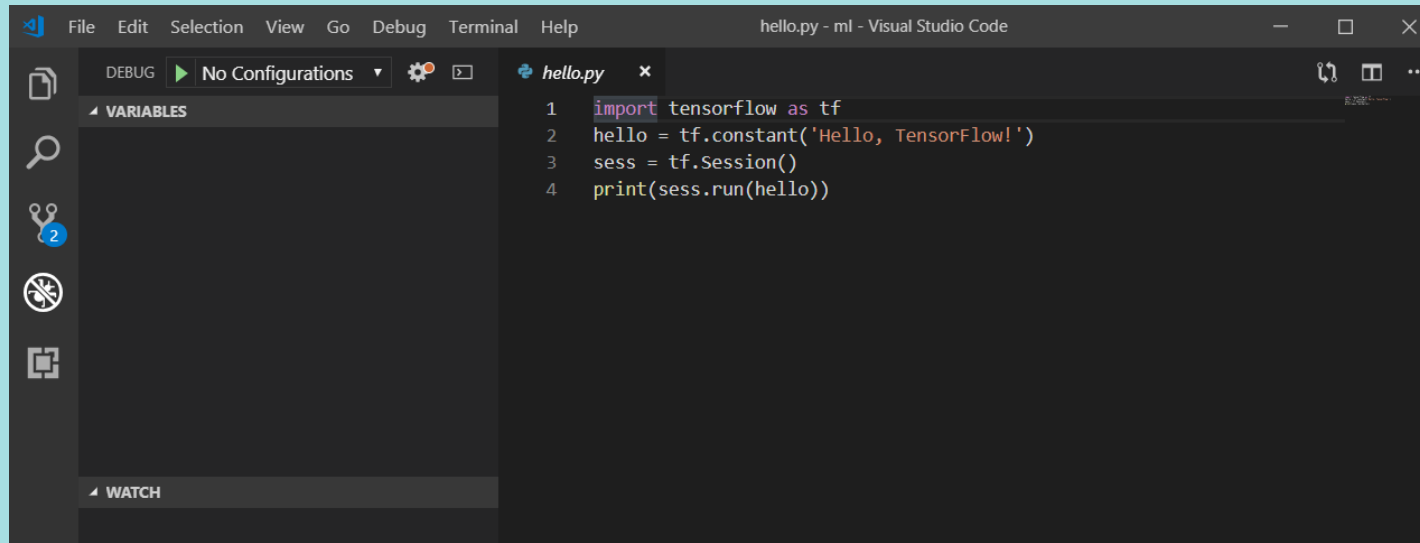 File Edit Selection View Go Debug Terminal Help hello.py - ml - Visual Studio Code
DEBUG No Configurations
hello.py
VARIABLES
1 import tensorflow as tf
2 hello = tf.constant('Hello, TensorFlow!')
3 sess = tf.Session()
4 print(sess.run(hello))
2
WATCH